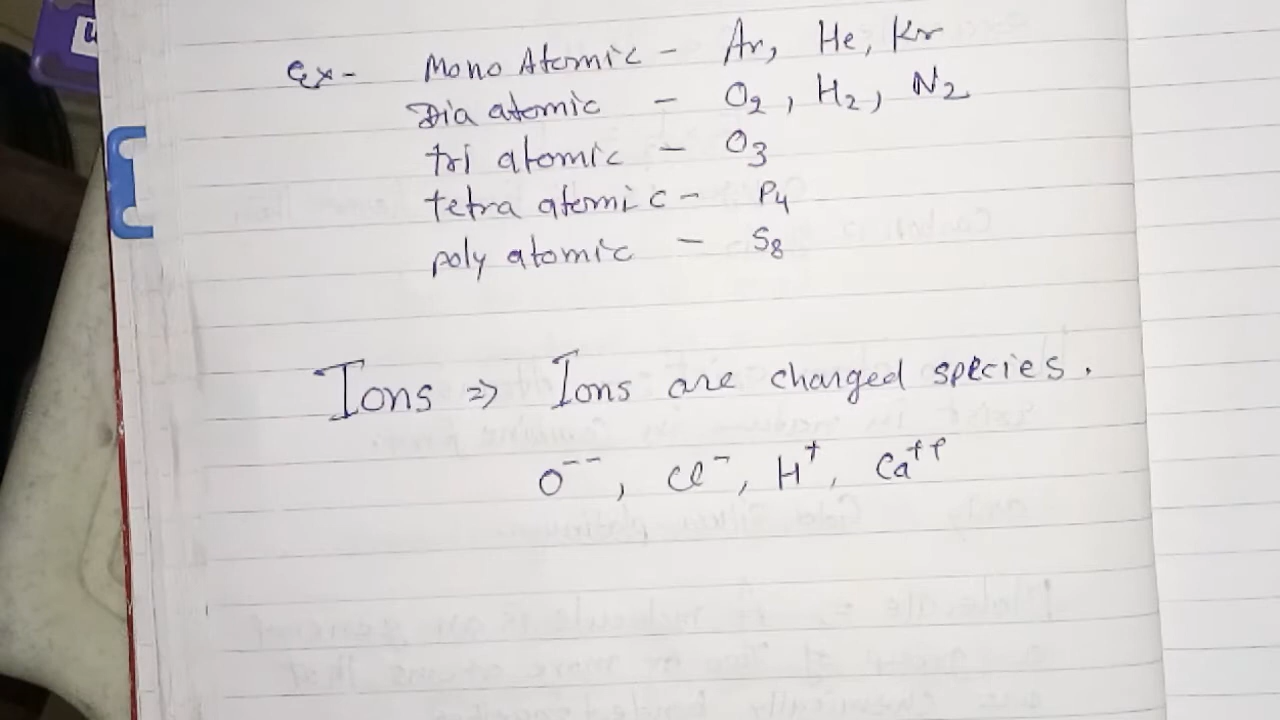 Ex- Mono Atomic - Ar, He, Kr
Dia atomic - O2, H2, N2
tri atomic - O3
tetra atomic - P4
poly atomic - S8
Ions ⇒ Ions are charged species.
O⁻⁻, Cl⁻, H⁺, Ca⁺⁺